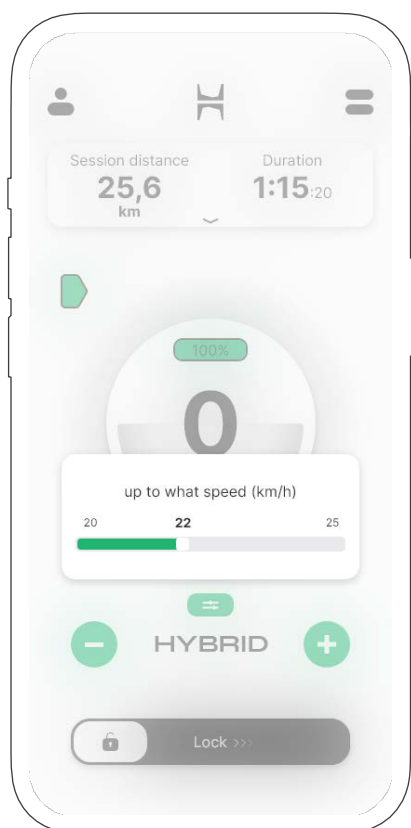 Session distance
Duration
25,6
1:15:20
km
100%
0
up to what speed (km/h)
20 22 25
HYBRID
Lock >>>